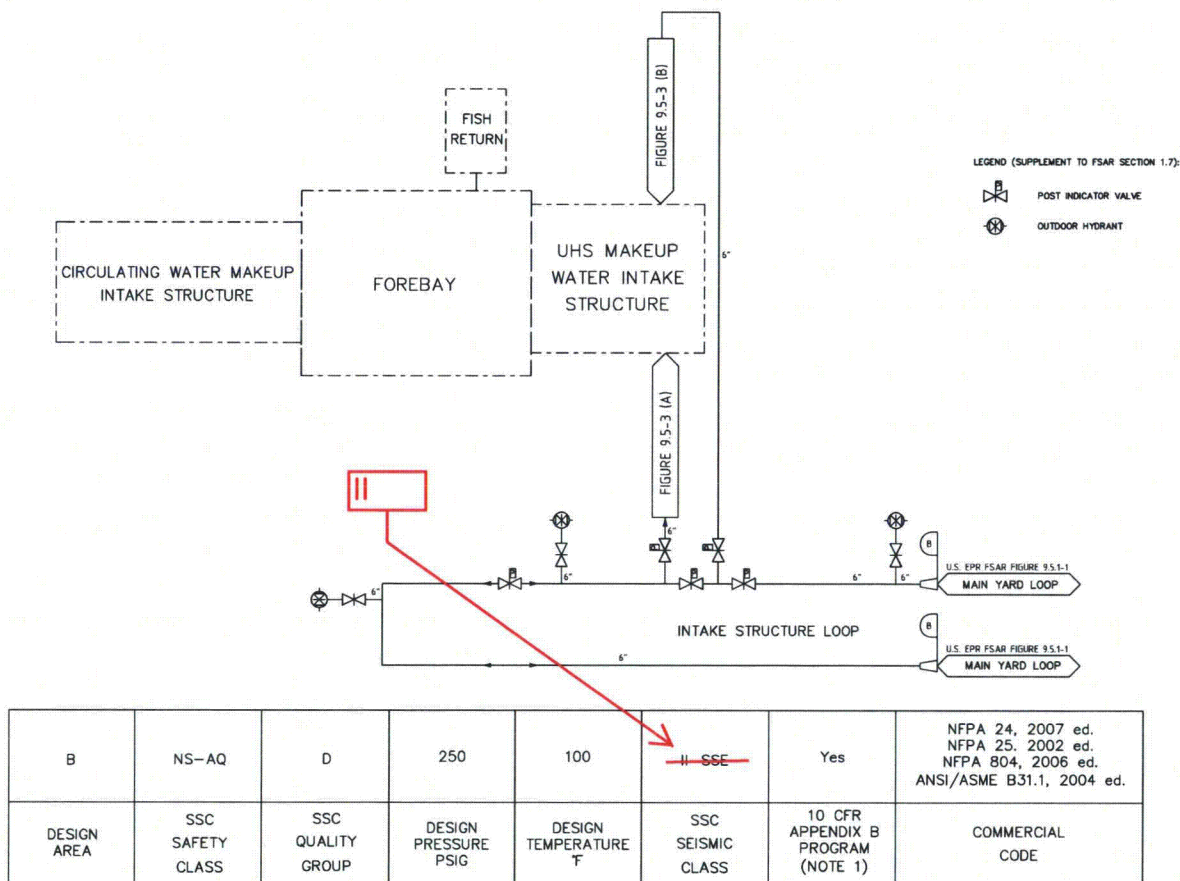 FISH
RETURN
FIGURE 9.5-3 (B)
LEGEND (SUPPLEMENT TO FSAR SECTION 1.7):
POST INDICATOR VALVE
OUTDOOR HYDRANT
CIRCULATING WATER MAKEUP
INTAKE STRUCTURE
FOREBAY
UHS MAKEUP
WATER INTAKE
STRUCTURE
6"
FIGURE 9.5-3 (A)
II
6"
B
U.S. EPR FSAR FIGURE 9.5.1-1
MAIN YARD LOOP
6"
6"
6"
6"
6"
INTAKE STRUCTURE LOOP
B
U.S. EPR FSAR FIGURE 9.5.1-1
MAIN YARD LOOP
6"
B
NS-AQ
D
250
100
II SSE
Yes
NFPA 24, 2007 ed.
NFPA 25. 2002 ed.
NFPA 804, 2006 ed.
ANSI/ASME B31.1, 2004 ed.
DESIGN
AREA
SSC
SAFETY
CLASS
SSC
QUALITY
GROUP
DESIGN
PRESSURE
PSIG
DESIGN
TEMPERATURE
°F
SSC
SEISMIC
CLASS
10 CFR
APPENDIX B
PROGRAM
(NOTE 1)
COMMERCIAL
CODE